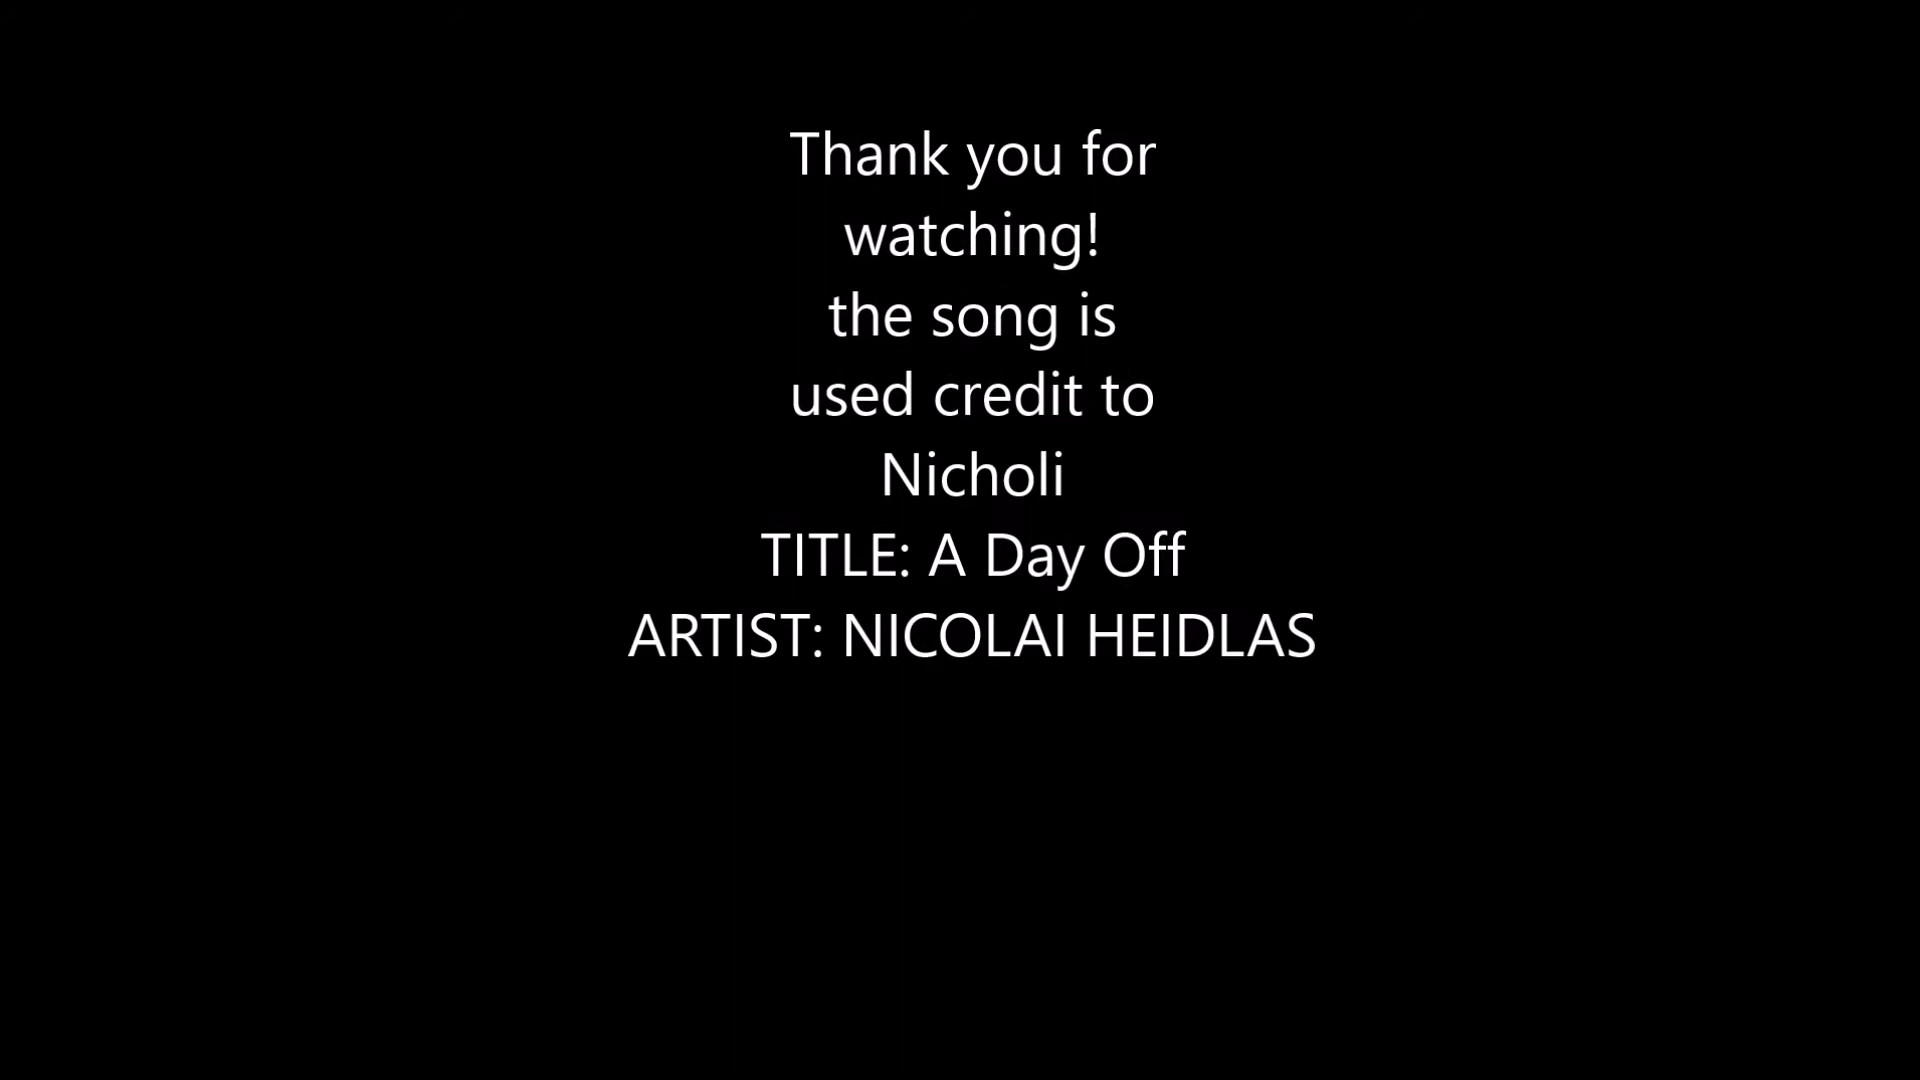 Thank you for
watching!
the song is
used credit to
Nicholi
TITLE: A Day Off
ARTIST: NICOLAI HEIDLAS